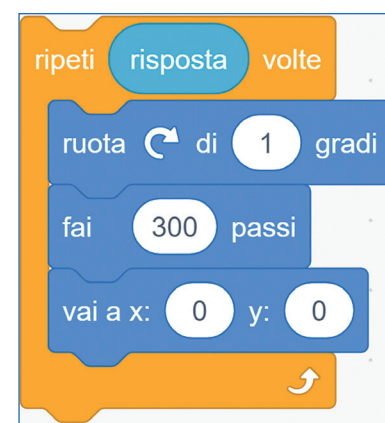 ripeti risposta volte
ruota di 1 gradi
fai 300 passi
vai a x: 0 y: 0